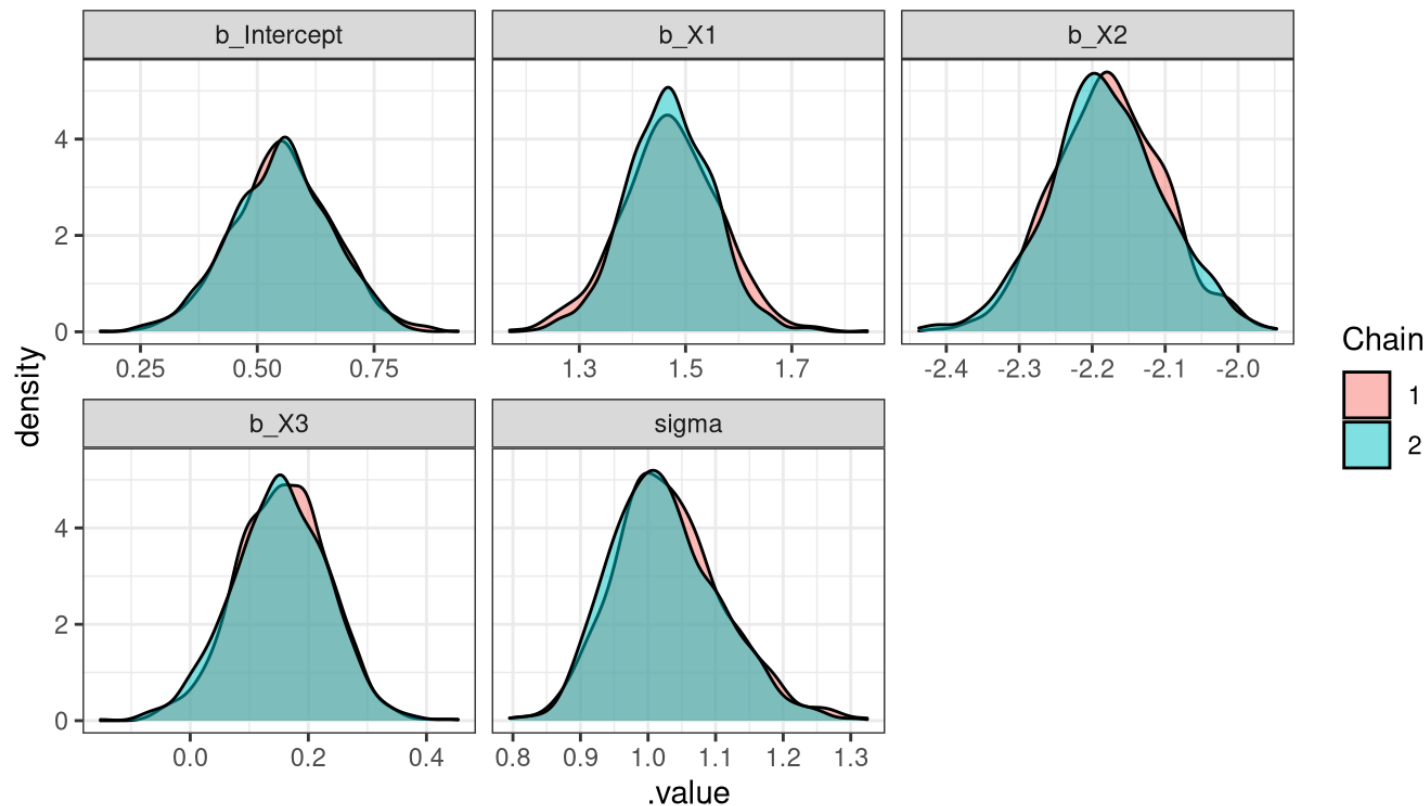 b_Intercept
b_X1
b_X2
4
2
0
0.25 0.50 0.75
1.3 1.5 1.7
-2.4 -2.3 -2.2 -2.1 -2.0
density
b_X3
sigma
4
2
0
0.0 0.2 0.4
0.8 0.9 1.0 1.1 1.2 1.3
.value
Chain
1
2